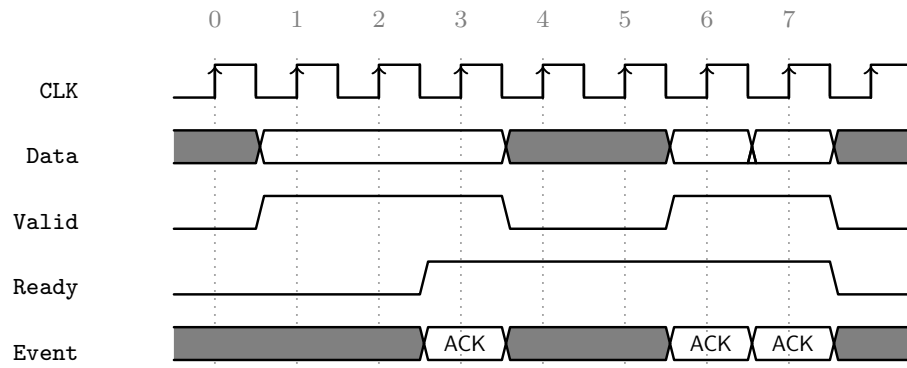 0 1 2 3 4 5 6 7
CLK
Data
Valid
Ready
Event ACK ACK ACK